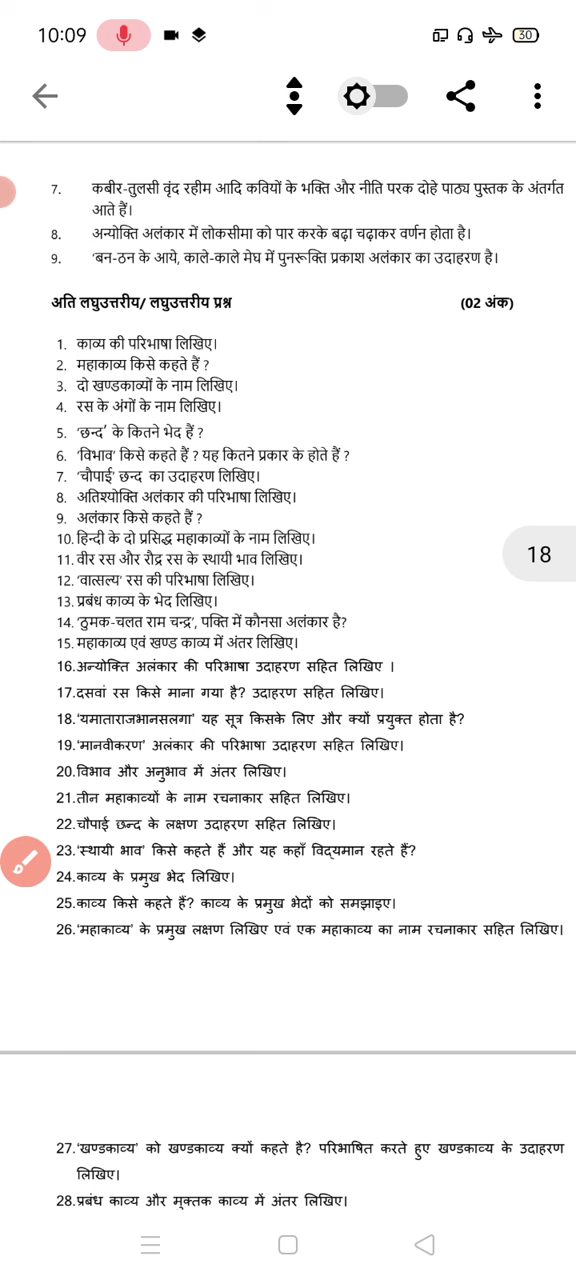 10:09
30
7. कबीर-तुलसी वृंद रहीम आदि कवियों के भक्ति और नीति परक दोहे पाठ्य पुस्तक के अंतर्गत
आते हैं।
8. अन्योक्ति अलंकार में लोकसीमा को पार करके बढ़ा चढ़ाकर वर्णन होता है।
9. 'बन-ठन के आये, काले-काले मेघ में पुनरूक्ति प्रकाश अलंकार का उदाहरण है।
अति लघुउत्तरीय/ लघुउत्तरीय प्रश्न (02 अंक)
1. काव्य की परिभाषा लिखिए।
2. महाकाव्य किसे कहते हैं ?
3. दो खण्डकाव्यों के नाम लिखिए।
4. रस के अंगों के नाम लिखिए।
5. 'छन्द' के कितने भेद हैं ?
6. 'विभाव' किसे कहते हैं ? यह कितने प्रकार के होते हैं ?
7. 'चौपाई' छन्द का उदाहरण लिखिए।
8. अतिश्योक्ति अलंकार की परिभाषा लिखिए।
9. अलंकार किसे कहते हैं ?
10. हिन्दी के दो प्रसिद्ध महाकाव्यों के नाम लिखिए।
11. वीर रस और रौद्र रस के स्थायी भाव लिखिए।
18
12. 'वात्सल्य' रस की परिभाषा लिखिए।
13. प्रबंध काव्य के भेद लिखिए।
14. 'ठुमक-चलत राम चन्द्र', पक्ति में कौनसा अलंकार है?
15. महाकाव्य एवं खण्ड काव्य में अंतर लिखिए।
16.अन्योक्ति अलंकार की परिभाषा उदाहरण सहित लिखिए ।
17.दसवां रस किसे माना गया है? उदाहरण सहित लिखिए।
18.'यमाताराजभानसलगा' यह सूत्र किसके लिए और क्यों प्रयुक्त होता है?
19.'मानवीकरण' अलंकार की परिभाषा उदाहरण सहित लिखिए।
20.विभाव और अनुभाव में अंतर लिखिए।
21.तीन महाकाव्यों के नाम रचनाकार सहित लिखिए।
22.चौपाई छन्द के लक्षण उदाहरण सहित लिखिए।
23.'स्थायी भाव' किसे कहते हैं और यह कहाँ विद्यमान रहते हैं?
24.काव्य के प्रमुख भेद लिखिए।
25.काव्य किसे कहते हैं? काव्य के प्रमुख भेदों को समझाइए।
26.'महाकाव्य' के प्रमुख लक्षण लिखिए एवं एक महाकाव्य का नाम रचनाकार सहित लिखिए।
27.'खण्डकाव्य' को खण्डकाव्य क्यों कहते है? परिभाषित करते हुए खण्डकाव्य के उदाहरण
लिखिए।
28.प्रबंध काव्य और मुक्तक काव्य में अंतर लिखिए।